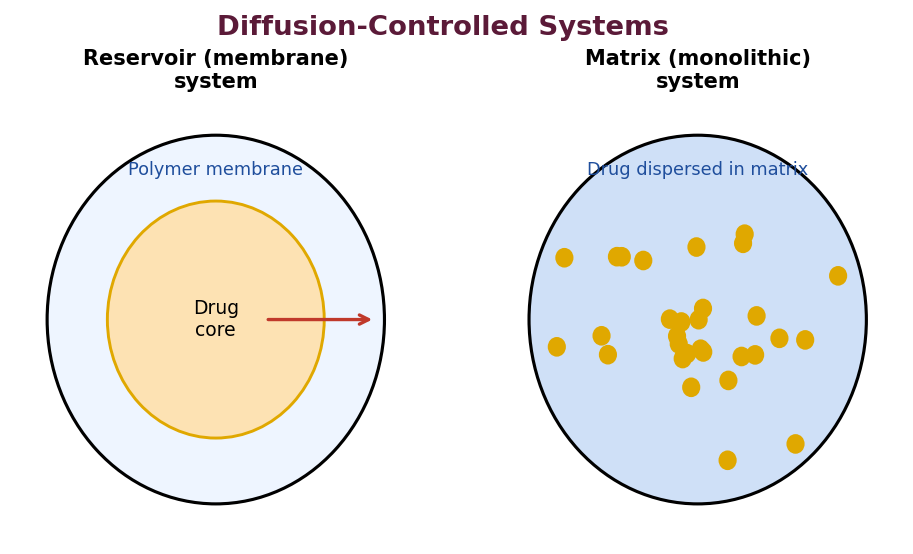 Diffusion-Controlled Systems
Reservoir (membrane)
system
Polymer membrane
Drug
core
Matrix (monolithic)
system
Drug dispersed in matrix